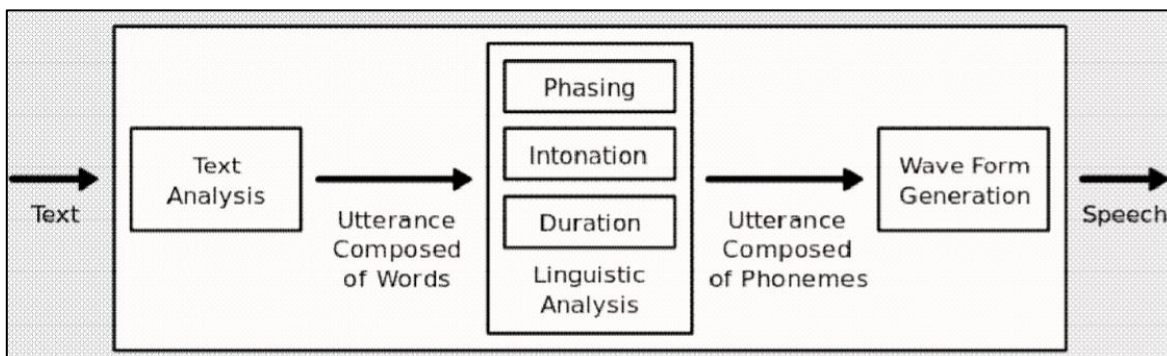 Text
Text
Analysis
Utterance
Composed
of Words
Phasing
Intonation
Duration
Linguistic
Analysis
Utterance
Composed
of Phonemes
Wave Form
Generation
Speech